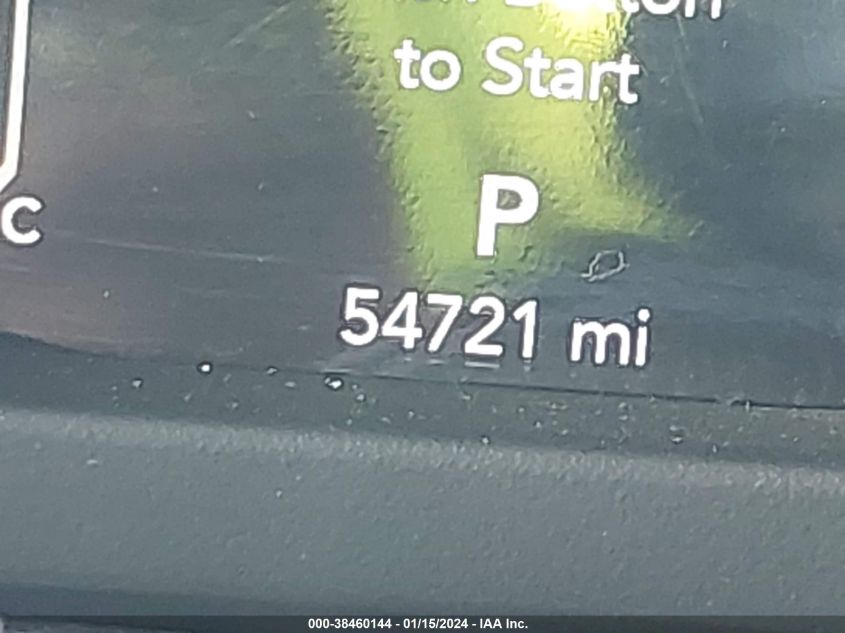 to Start
P
C
54721 mi
000-38460144 - 01/15/2024 - IAA Inc.